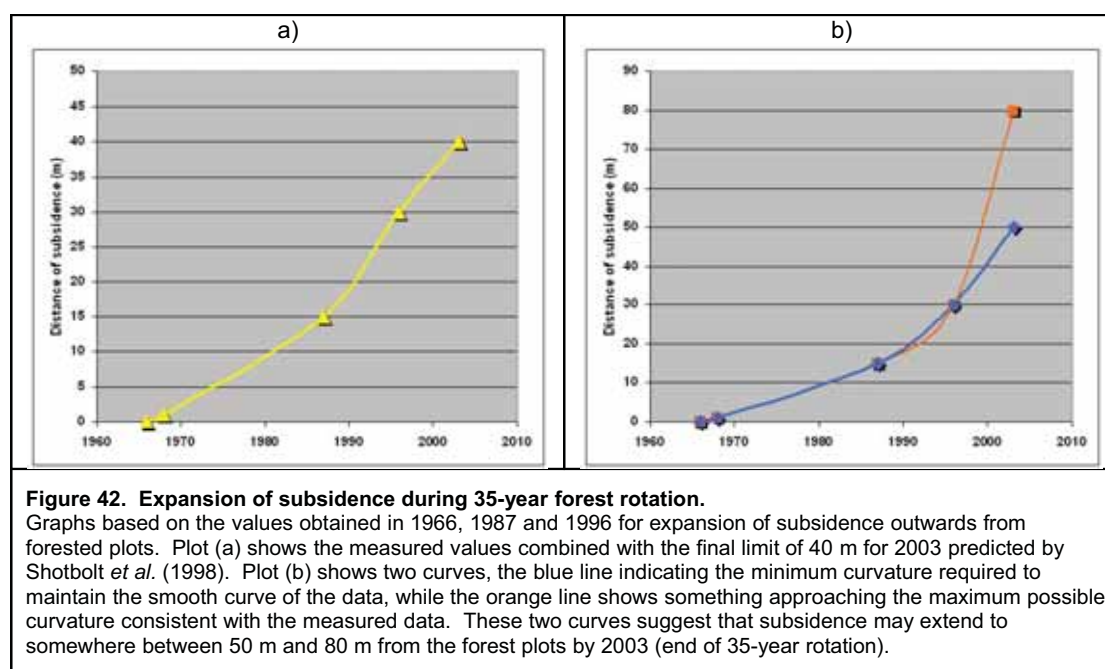 a)
b)
50
45
40
35
30
25
20
15
10
5
0
Distance of subsidence (m)
1960 1970 1980 1990 2000 2010
90
80
70
60
50
40
30
20
10
0
Distance of subsidence (m)
1960 1970 1980 1990 2000 2010
Figure 42. Expansion of subsidence during 35-year forest rotation.
Graphs based on the values obtained in 1966, 1987 and 1996 for expansion of subsidence outwards from
forested plots. Plot (a) shows the measured values combined with the final limit of 40 m for 2003 predicted by
Shotbolt et al. (1998). Plot (b) shows two curves, the blue line indicating the minimum curvature required to
maintain the smooth curve of the data, while the orange line shows something approaching the maximum possible
curvature consistent with the measured data. These two curves suggest that subsidence may extend to
somewhere between 50 m and 80 m from the forest plots by 2003 (end of 35-year rotation).